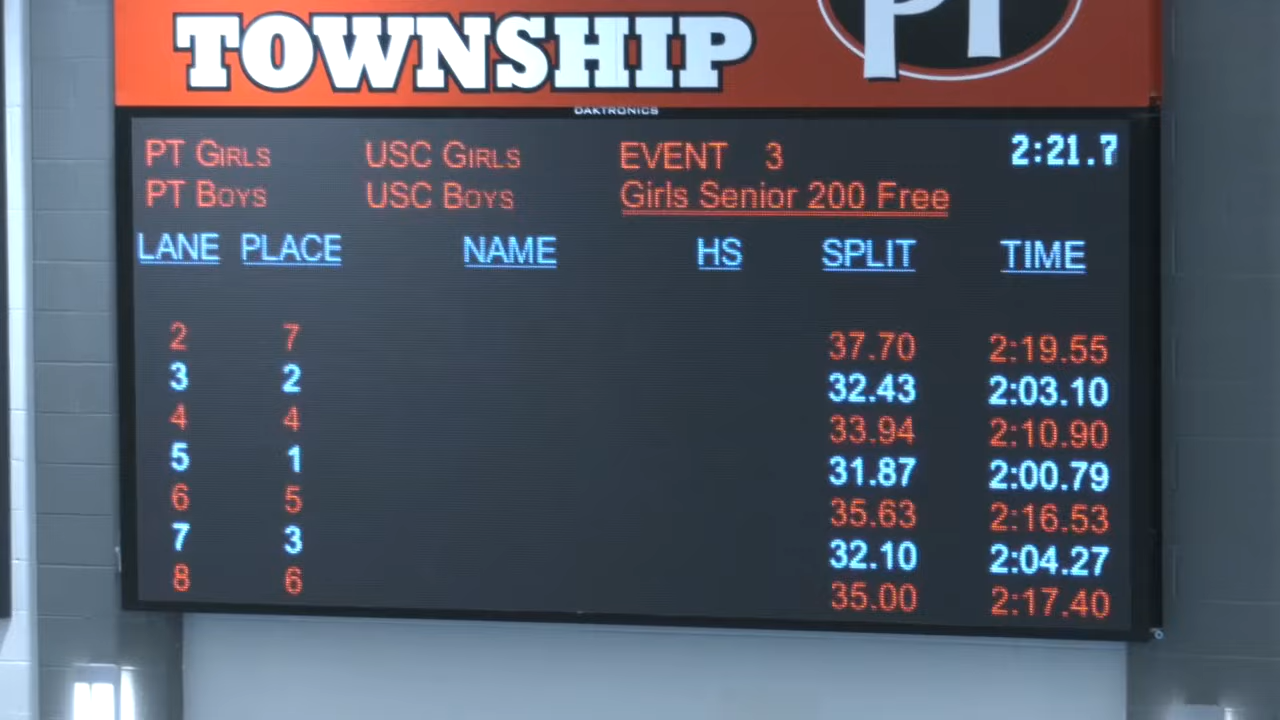 TOWNSHIP
PT
DAKTRONICS
PT GIRLS USC GIRLS EVENT 3 2:21.7
PT BOYS USC BOYS Girls Senior 200 Free
LANE PLACE NAME HS SPLIT TIME
2 7 37.70 2:19.55
3 2 32.43 2:03.10
4 4 33.94 2:10.90
5 1 31.87 2:00.79
6 5 35.63 2:16.53
7 3 32.10 2:04.27
8 6 35.00 2:17.40